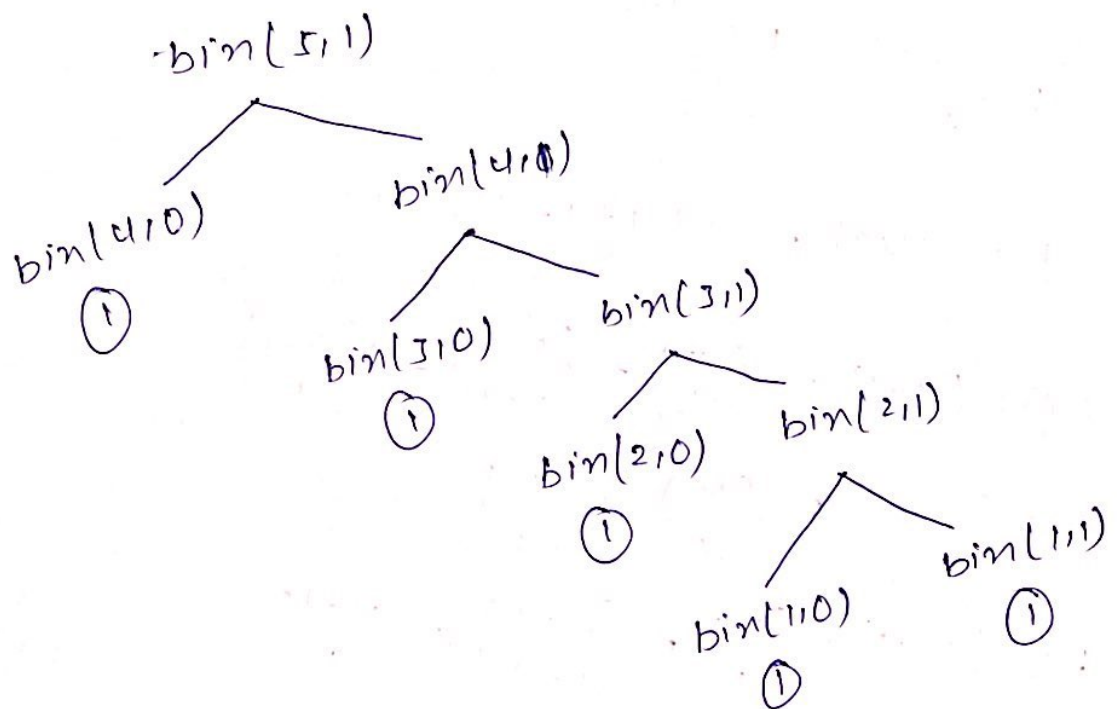 bin(5,1)
bin(4,0)
bin(4,1)
1
bin(3,0)
bin(3,1)
1
bin(2,0)
bin(2,1)
1
bin(1,0)
bin(1,1)
1
1